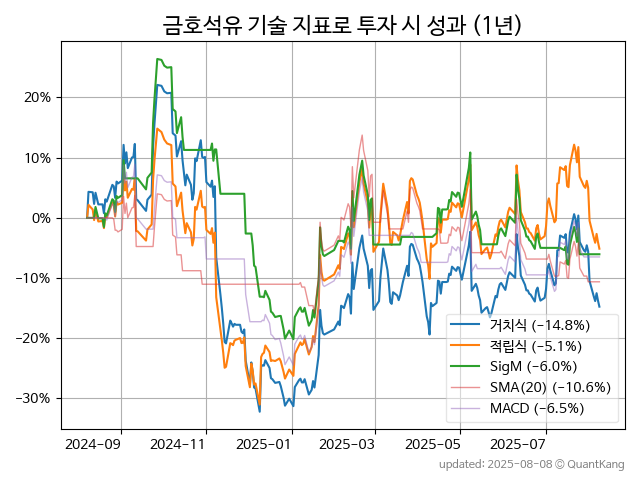 금호석유 기술 지표로 투자 시 성과 (1년)
20%
10%
0%
−10%
−20%
−30%
거치식 (−14.8%)
적립식 (−5.1%)
SigM (−6.0%)
SMA(20) (−10.6%)
MACD (−6.5%)
2024−09
2024−11
2025−01
2025−03
2025−05
2025−07
updated: 2025-08-08 © QuantKang